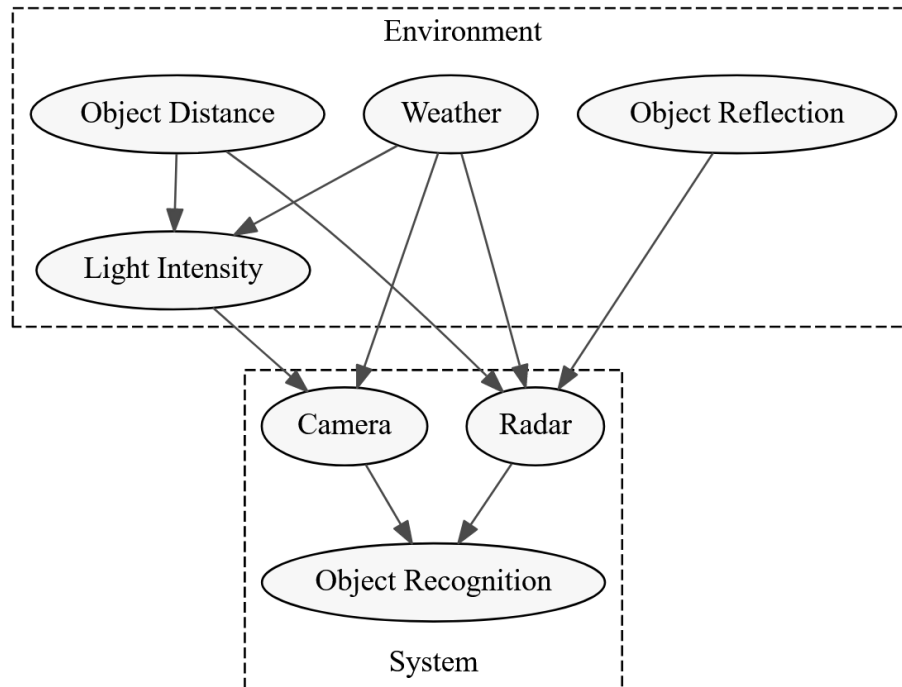 Environment
Object Distance
Weather
Object Reflection
Light Intensity
Camera
Radar
Object Recognition
System